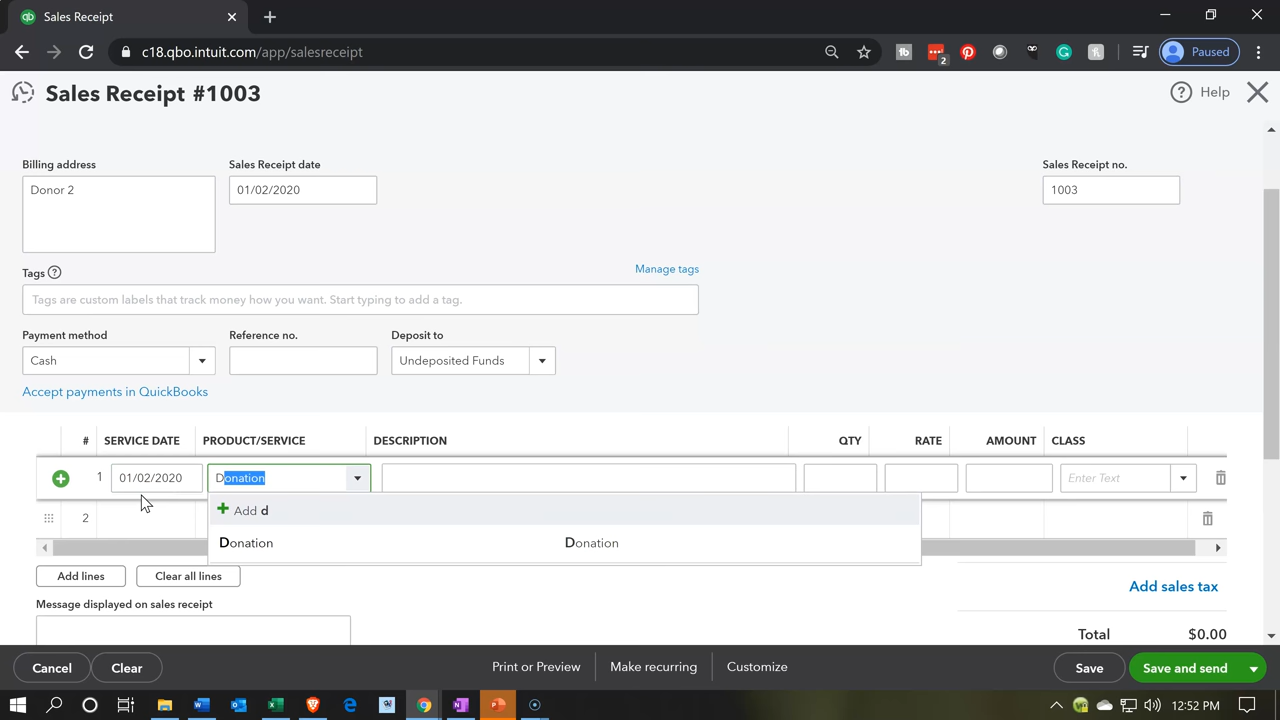 Sales Receipt
c18.qbo.intuit.com/app/salesreceipt
2
Paused
Sales Receipt #1003
Help
Billing address
Sales Receipt date
Sales Receipt no.
Donor 2
01/02/2020
1003
Tags
Manage tags
Tags are custom labels that track money how you want. Start typing to add a tag.
Payment method
Reference no.
Deposit to
Cash
Undeposited Funds
Accept payments in QuickBooks
# SERVICE DATE PRODUCT/SERVICE DESCRIPTION QTY RATE AMOUNT CLASS
1 01/02/2020 Donation Enter Text
2
Add d
Donation Donation
Add lines
Clear all lines
Add sales tax
Message displayed on sales receipt
Total $0.00
Cancel
Clear
Print or Preview
Make recurring
Customize
Save
Save and send
12:52 PM